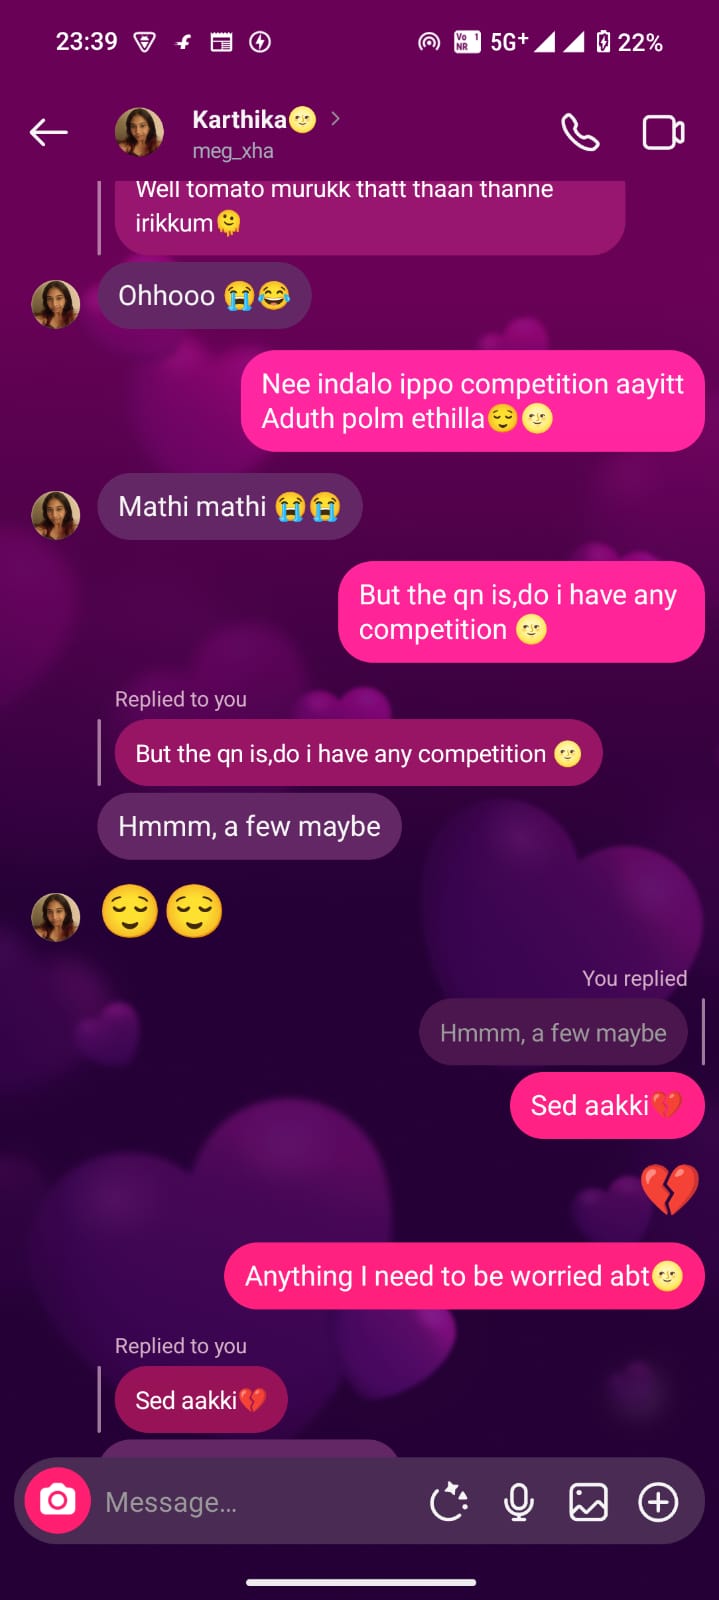 23:39 5G+ 22%
Karthika🌝
meg_xha
Well tomato murukk thatt thaan thanne
irikkum🫠
Ohhooo 😭😂
Nee indalo ippo competition aayitt
Aduth polm ethilla😌🌝
Mathi mathi 😭😭
But the qn is,do i have any
competition 🌝
Replied to you
But the qn is,do i have any competition 🌝
Hmmm, a few maybe
😌😌
You replied
Hmmm, a few maybe
Sed aakki💔
💔
Anything I need to be worried abt🌝
Replied to you
Sed aakki💔
Message...